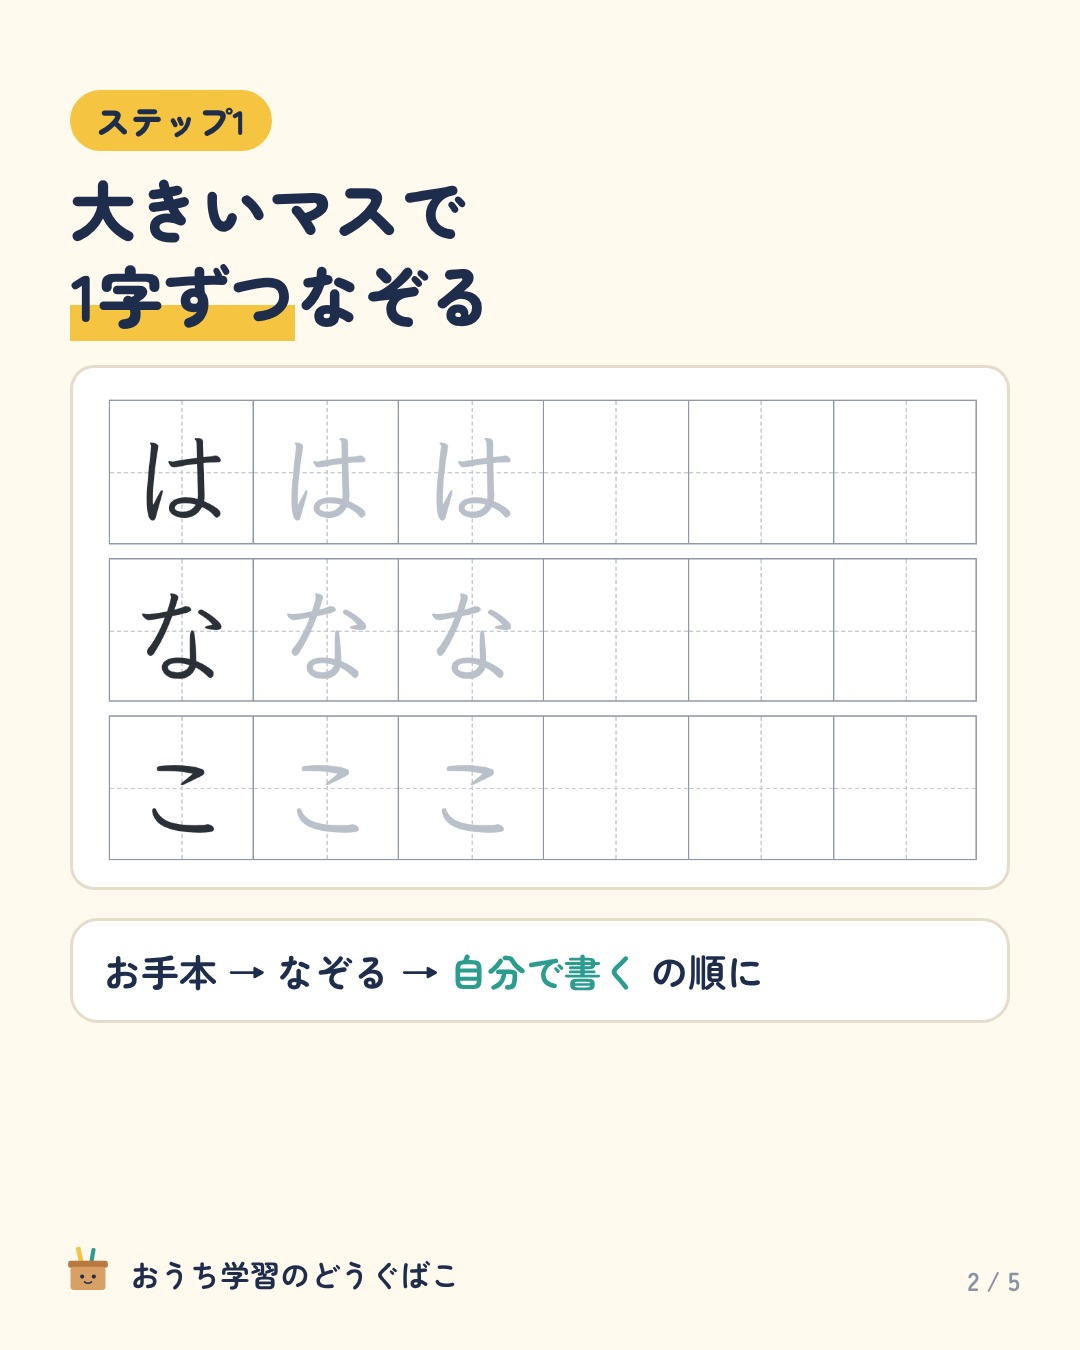 ステップ1
大きいマスで
1字ずつなぞる
は は は
な な な
こ こ こ
お手本 → なぞる → 自分で書く の順に
おうち学習のどうぐばこ
2 / 5